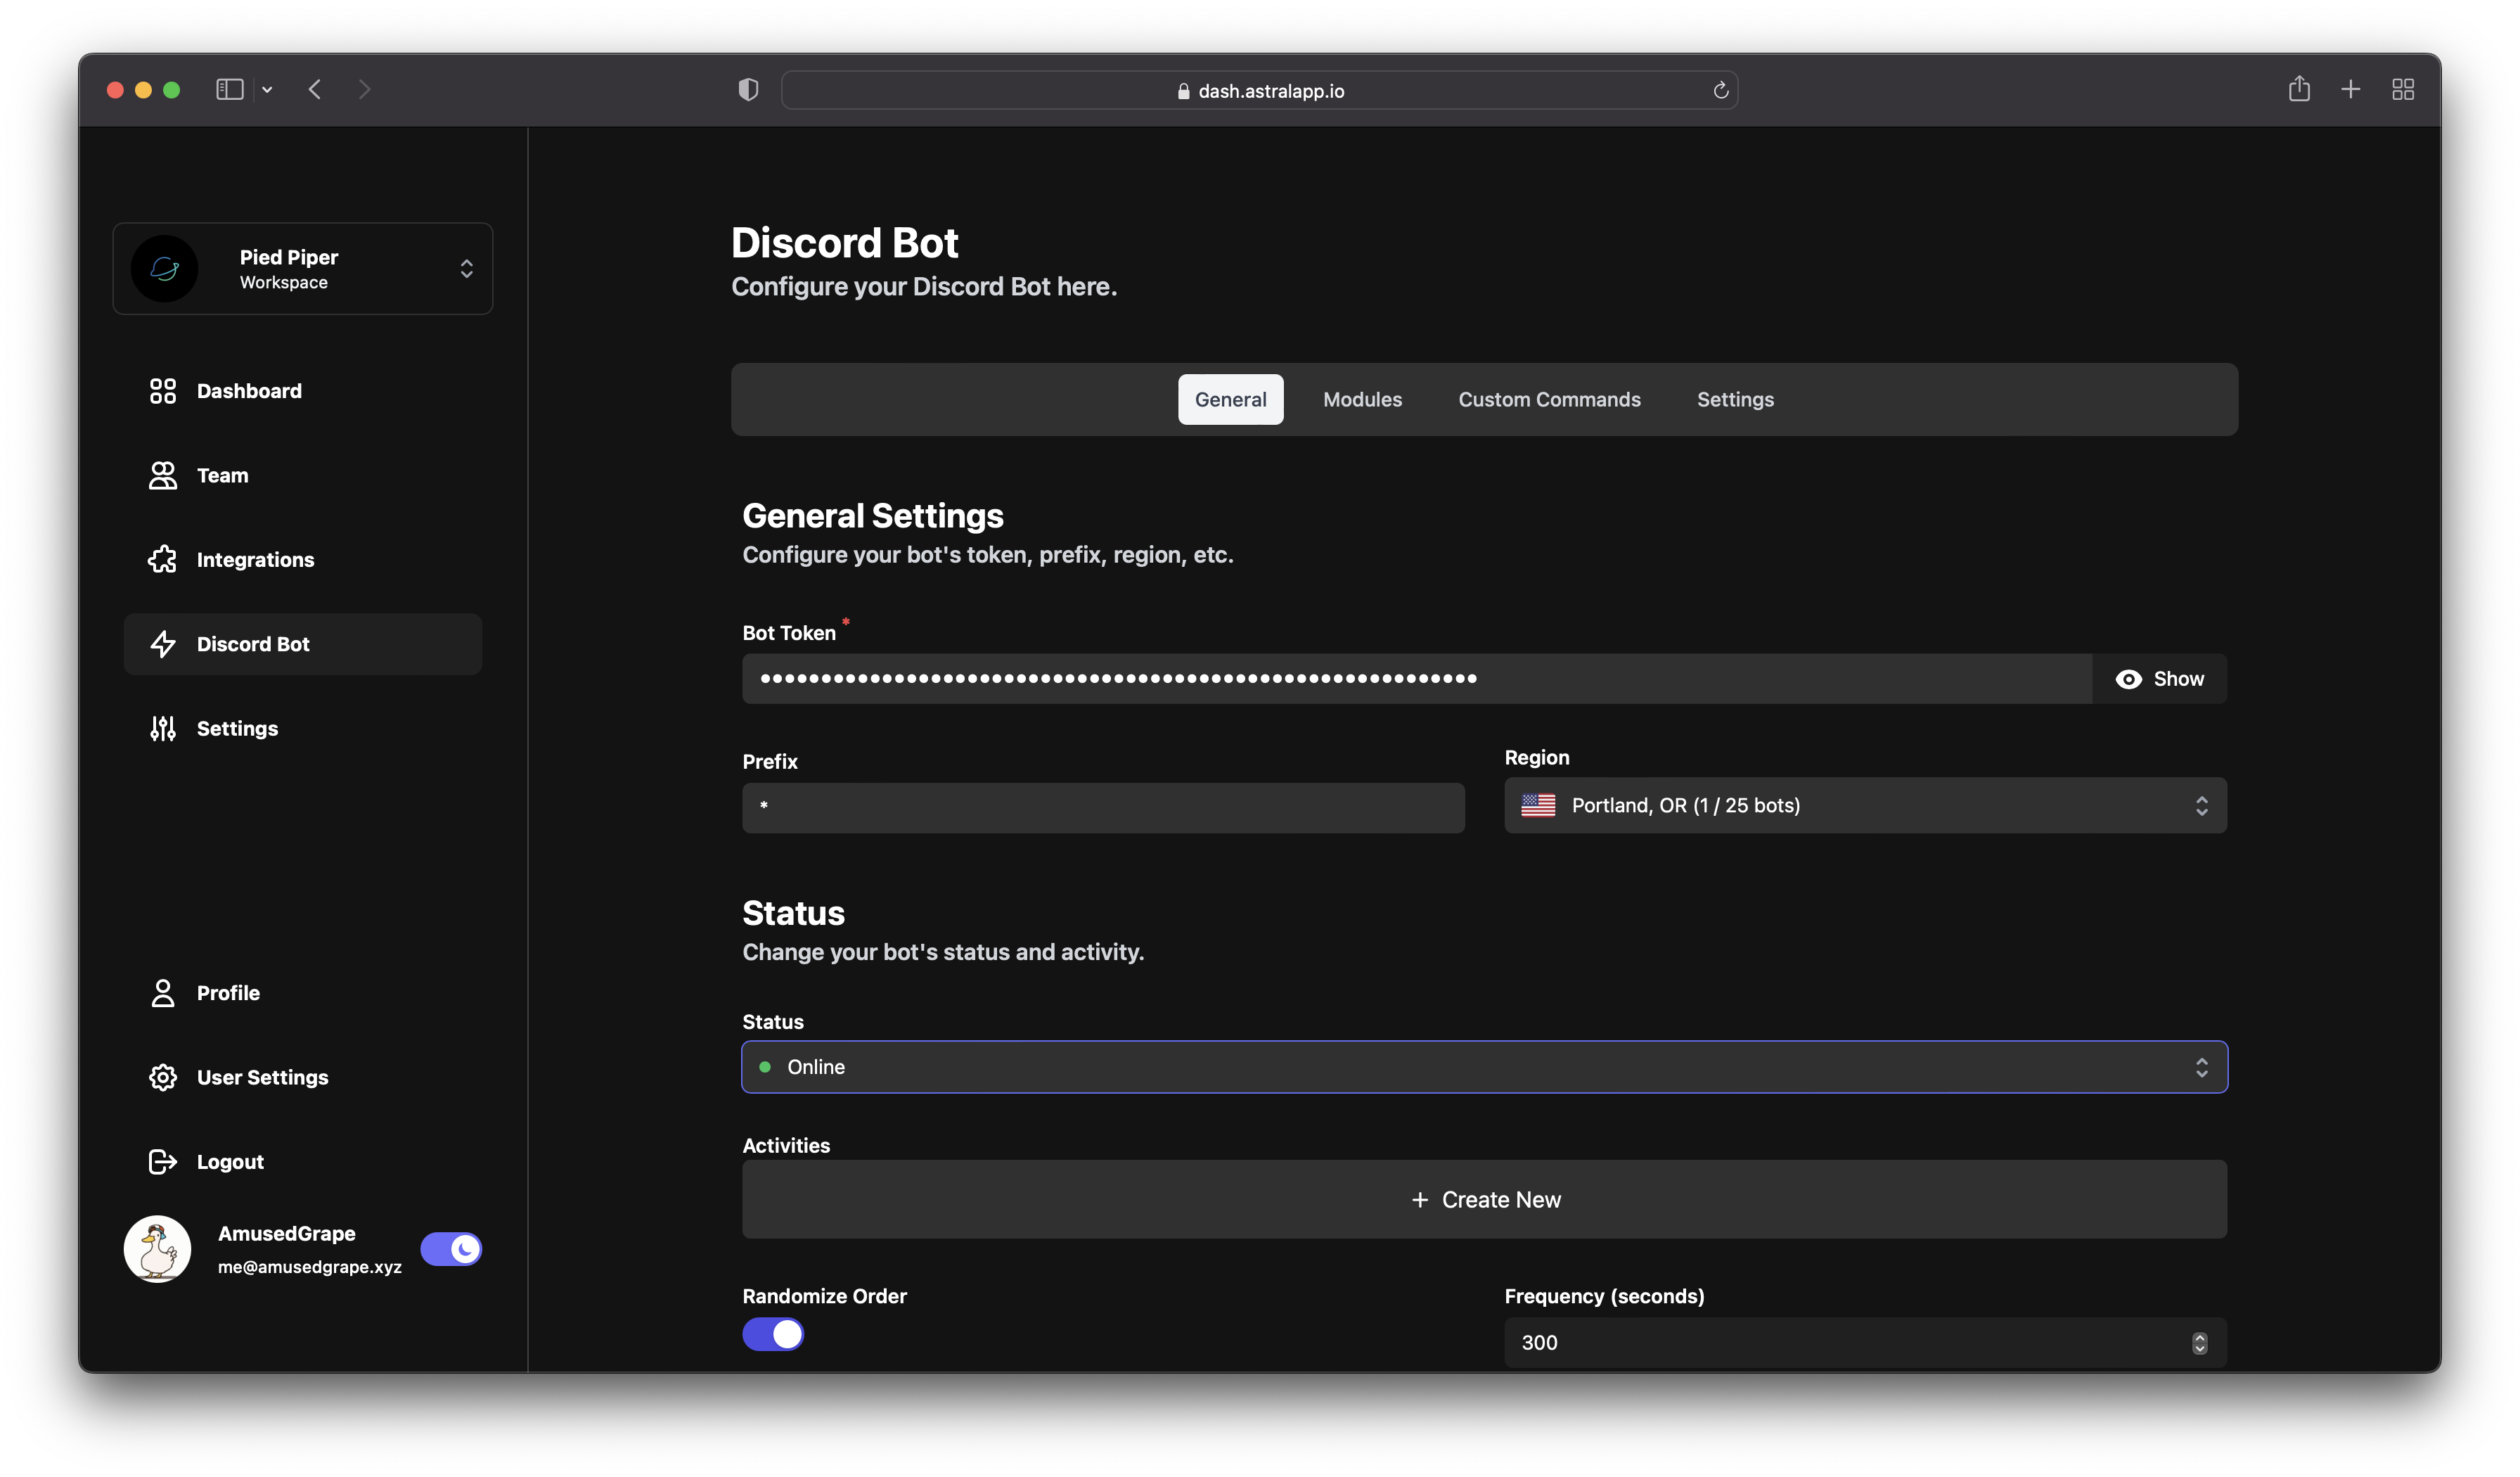 dash.astralapp.io
Pied Piper
Workspace
Dashboard
Team
Integrations
Discord Bot
Settings
Profile
User Settings
Logout
AmusedGrape
me@amusedgrape.xyz
Discord Bot
Configure your Discord Bot here.
General Modules Custom Commands Settings
General Settings
Configure your bot's token, prefix, region, etc.
Bot Token *
••••••••••••••••••••••••••••••••••••••••••••••••••••••••••• Show
Prefix
*
Region
Portland, OR (1 / 25 bots)
Status
Change your bot's status and activity.
Status
Online
Activities
+ Create New
Randomize Order
Frequency (seconds)
300